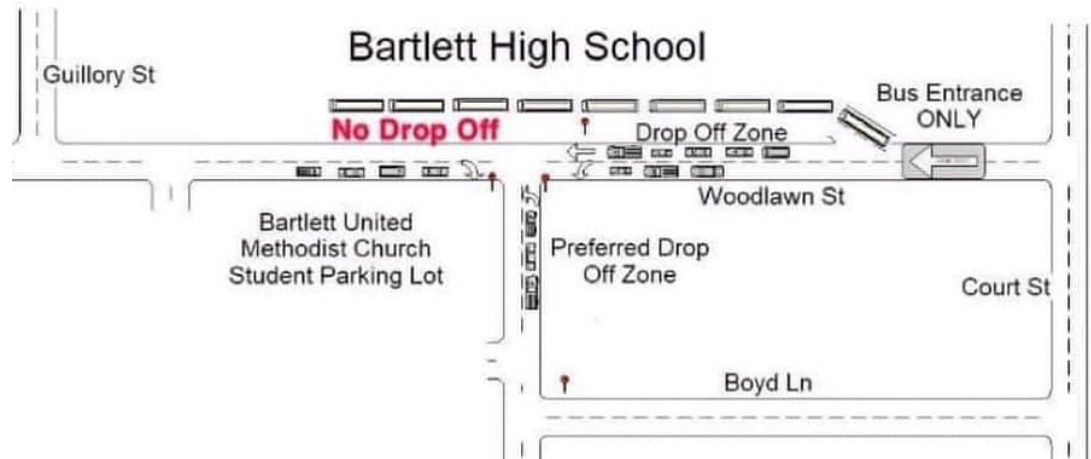 Bartlett High School
Guillory St
Bus Entrance
ONLY
No Drop Off
Drop Off Zone
Woodlawn St
Bartlett United
Methodist Church
Student Parking Lot
Preferred Drop
Off Zone
Court St
Boyd Ln